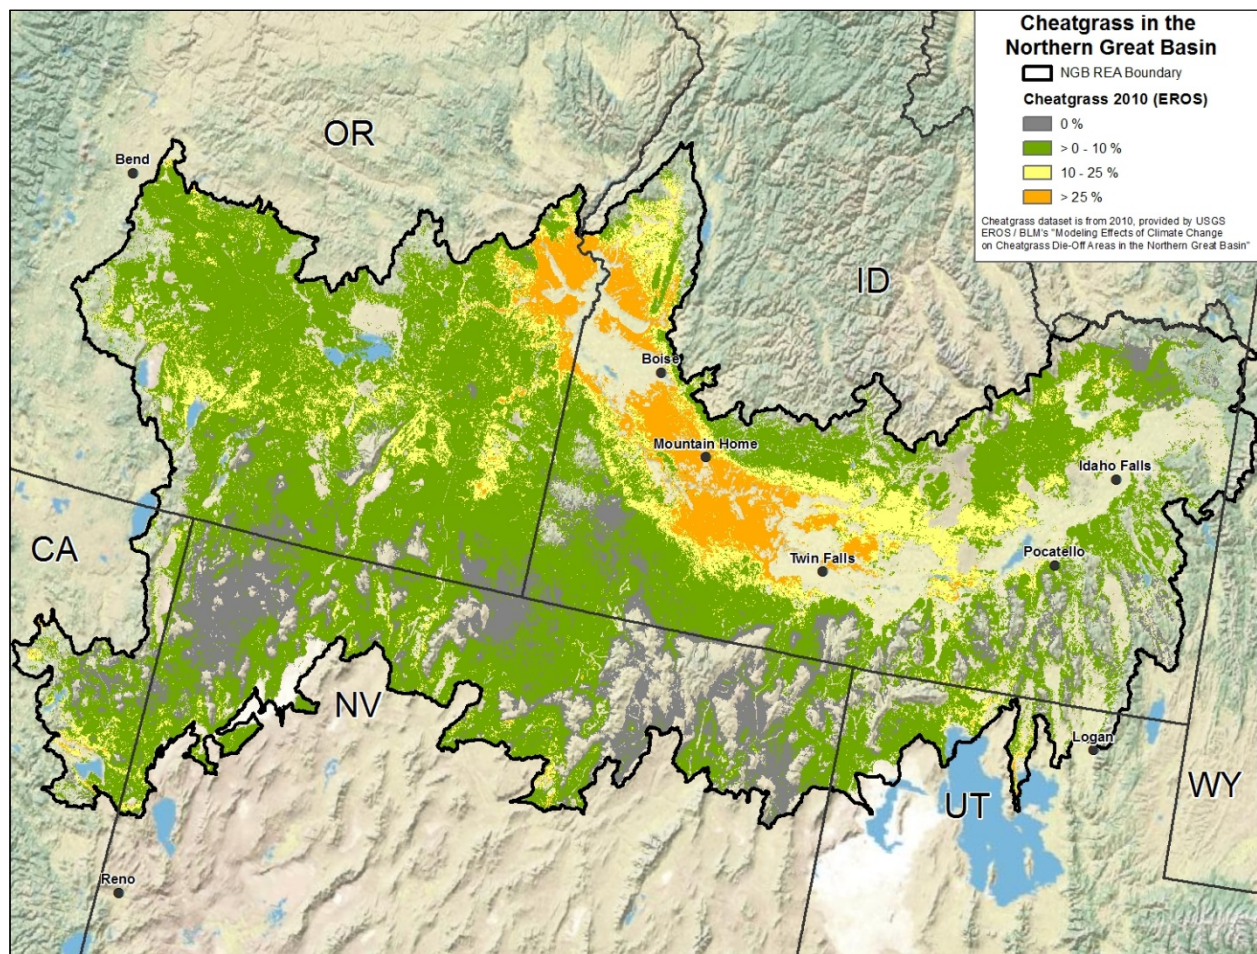 Cheatgrass in the
Northern Great Basin
NGB REA Boundary
Cheatgrass 2010 (EROS)
0 %
> 0 - 10 %
10 - 25 %
> 25 %
Cheatgrass dataset is from 2010, provided by USGS
EROS / BLM's "Modeling Effects of Climate Change
on Cheatgrass Die-Off Areas in the Northern Great Basin"
OR
Bend
ID
Boise
Mountain Home
Idaho Falls
CA
Twin Falls
Pocatello
NV
Logan
UT
WY
Reno